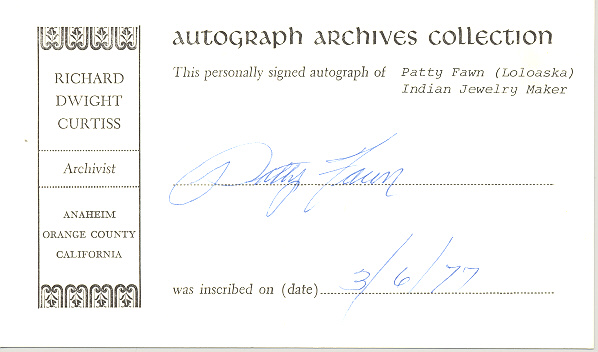 RICHARD
DWIGHT
CURTISS
Archivist
ANAHEIM
ORANGE COUNTY
CALIFORNIA
autograph archives collection
This personally signed autograph of Patty Fawn (Loloaska)
Indian Jewelry Maker
Patty Fawn
was inscribed on (date) 3/6/77